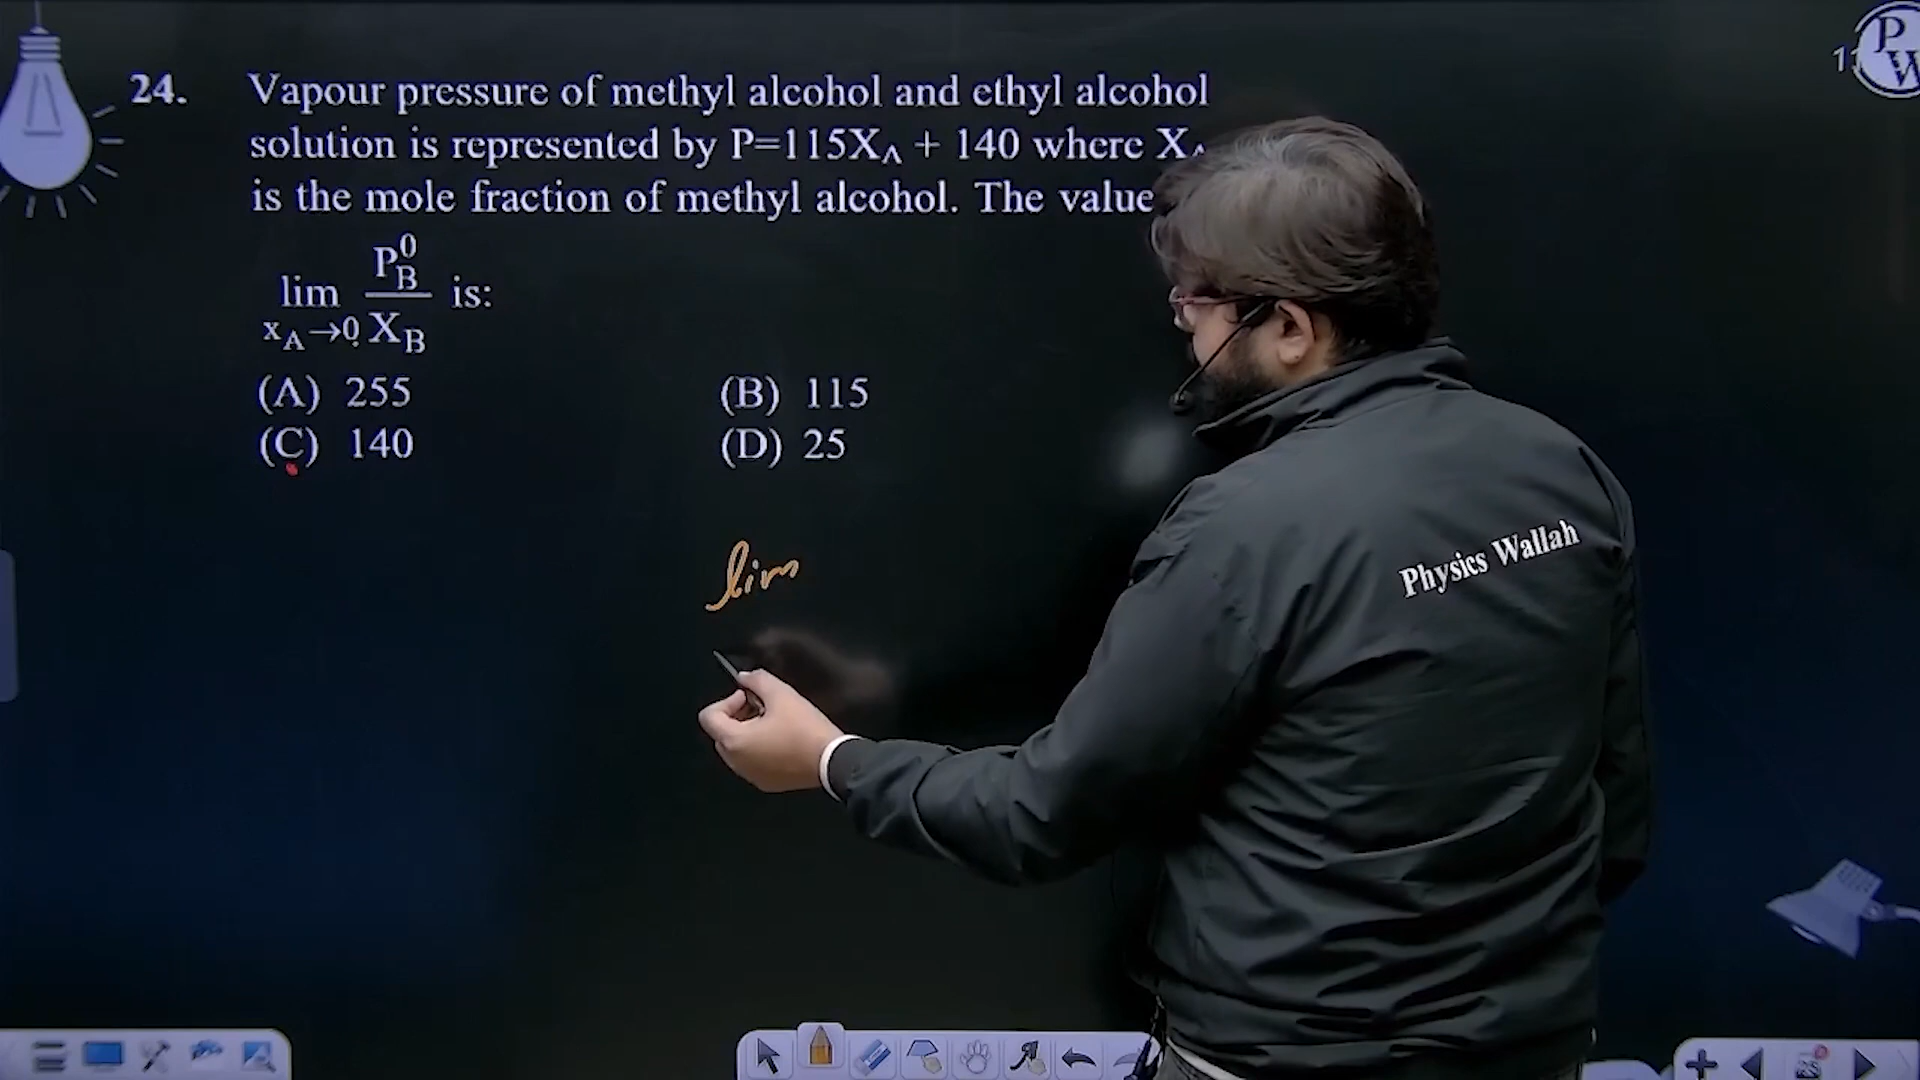 24. Vapour pressure of methyl alcohol and ethyl alcohol
solution is represented by P=115X_A + 140 where X_A
is the mole fraction of methyl alcohol. The value
lim x_A→0 P_B^0 / X_B is:
(A) 255 (B) 115
(C) 140 (D) 25
lim
Physics Wallah
P
W